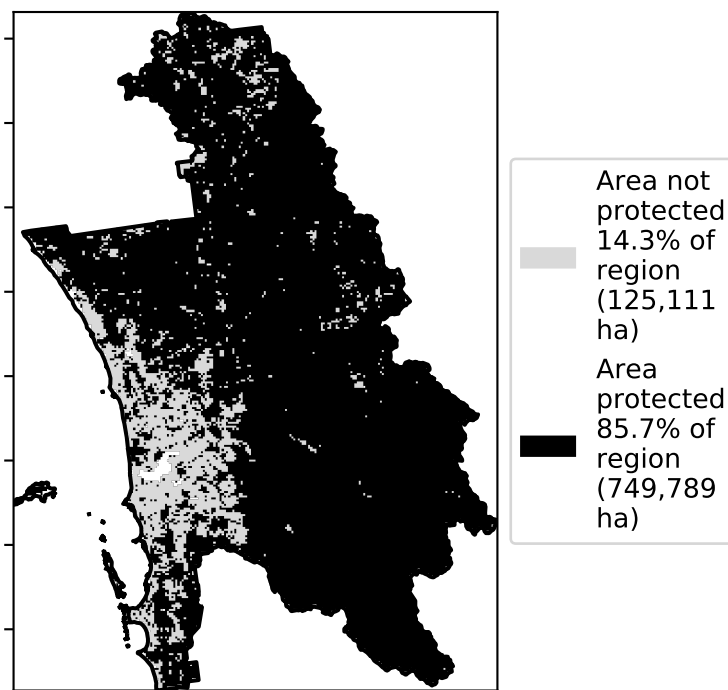 Area not
protected
14.3% of
region
(125,111
ha)
Area
protected
85.7% of
region
(749,789
ha)